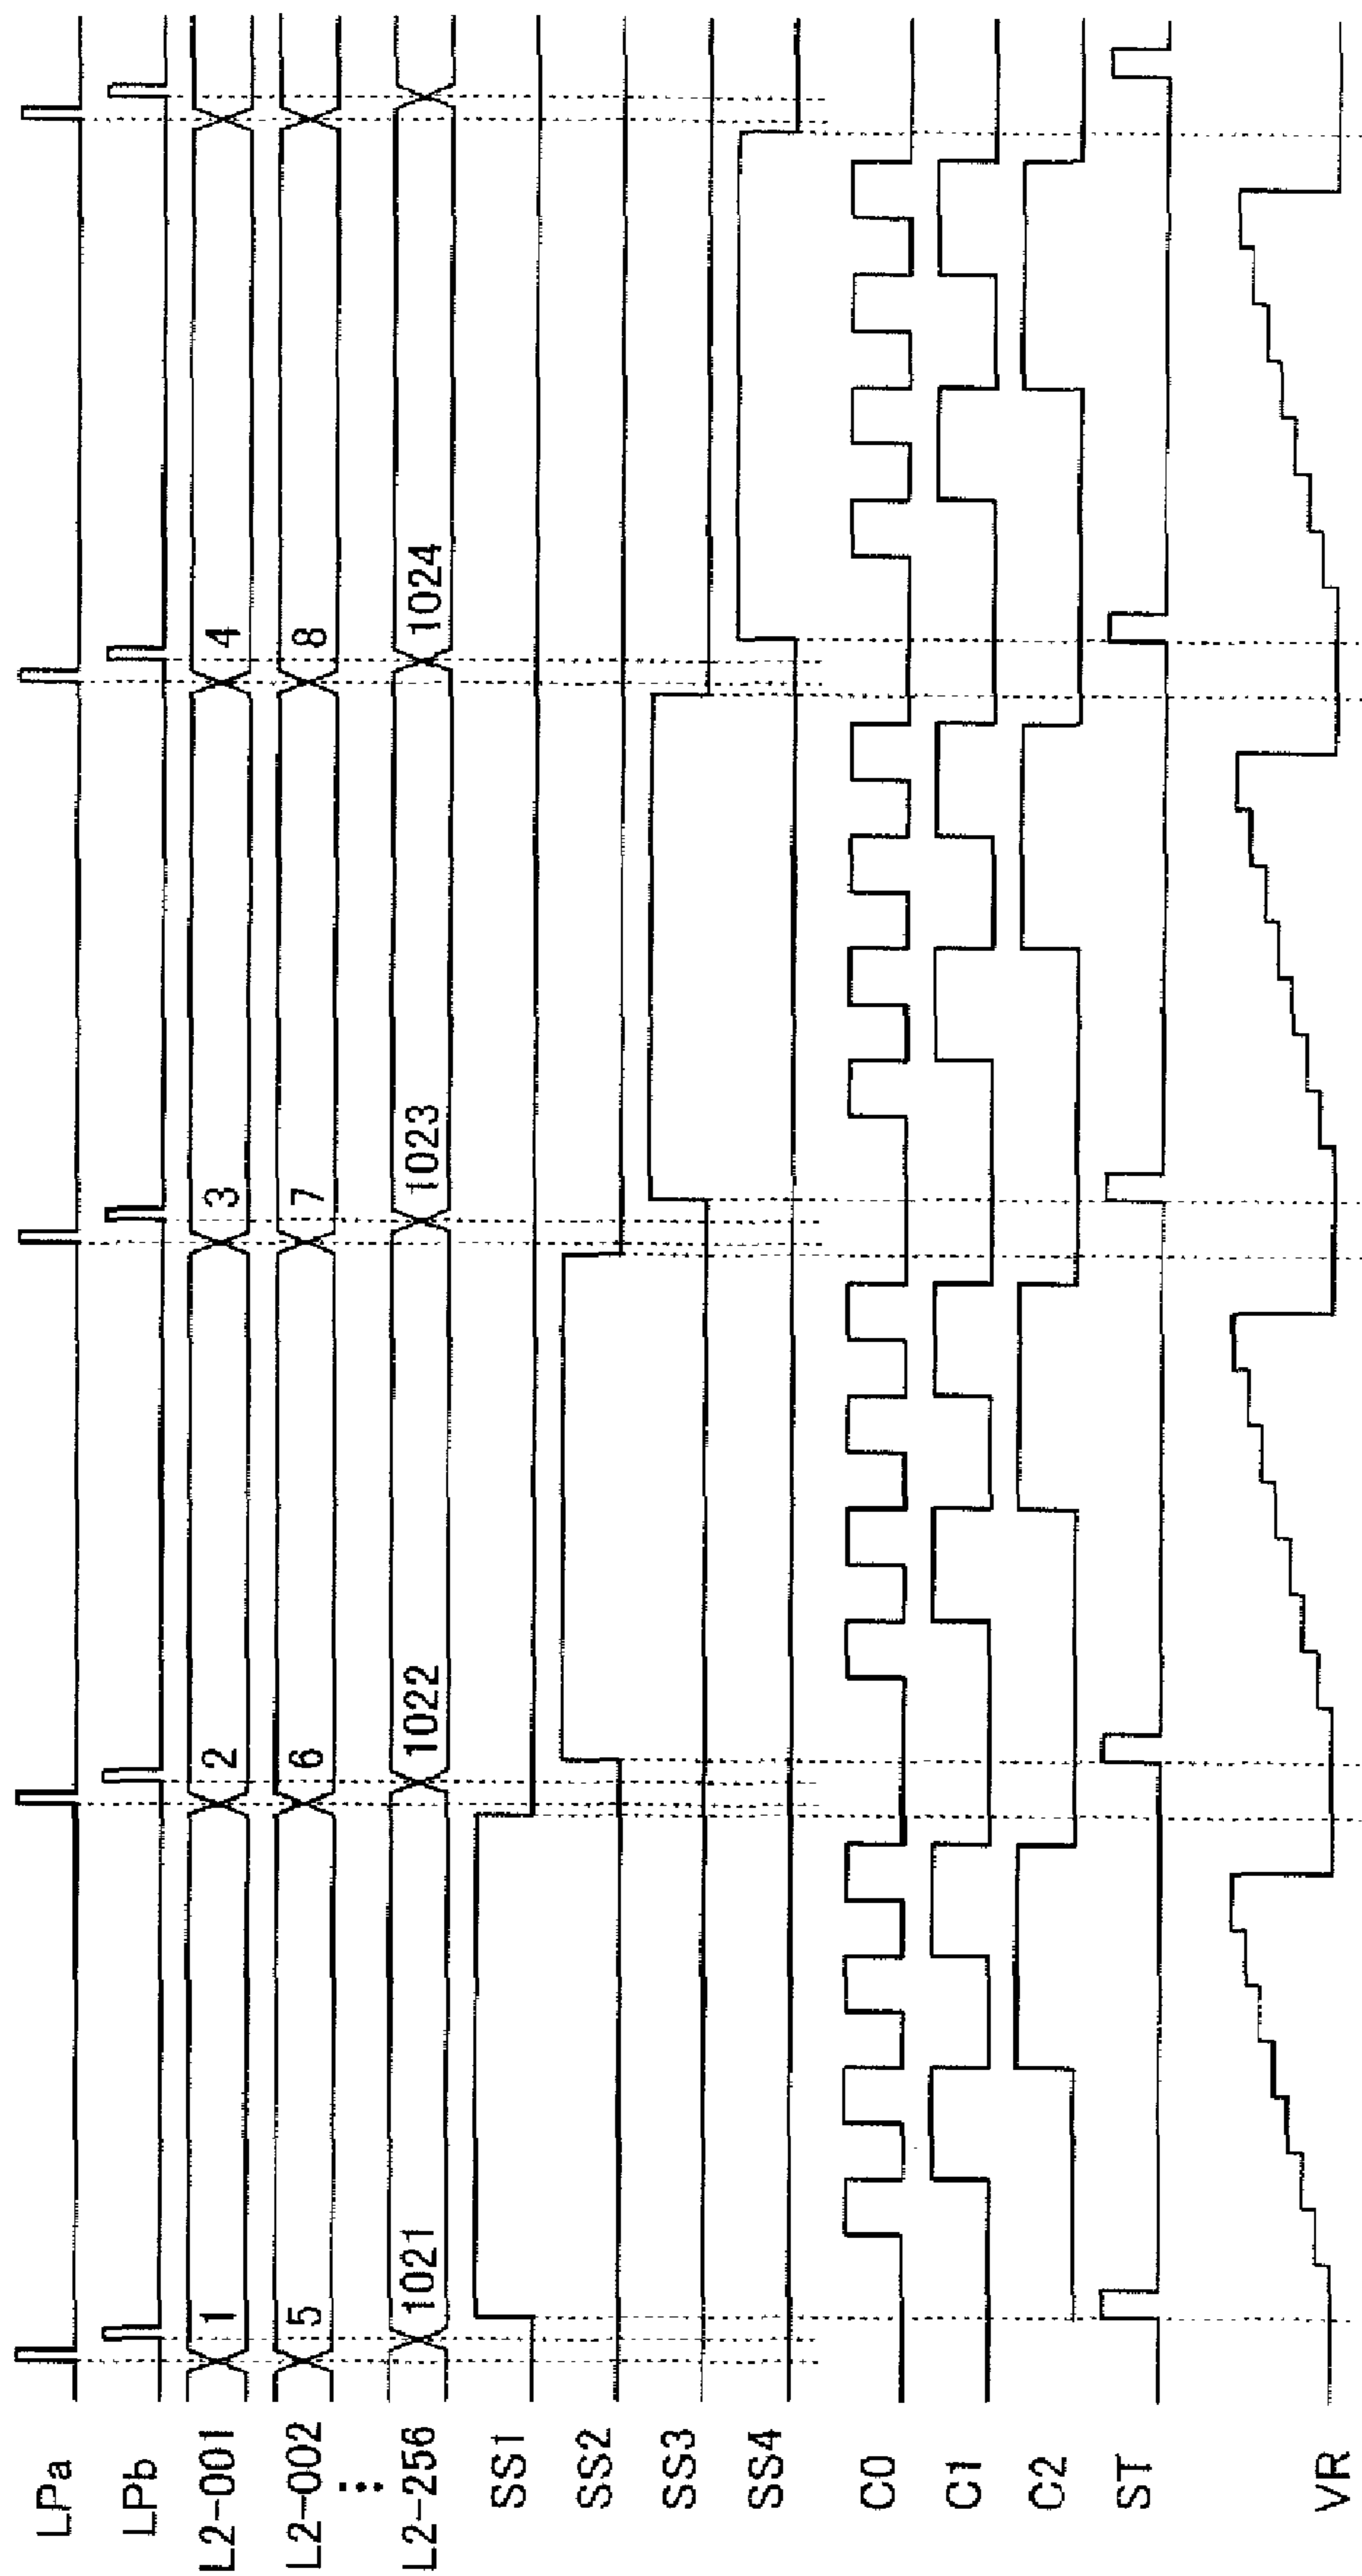 LPa
LPb
L2-001 1 2 3 4
L2-002 5 6 7 8
⋮
L2-256 1021 1022 1023 1024
SS1
SS2
SS3
SS4
C0
C1
C2
ST
VR